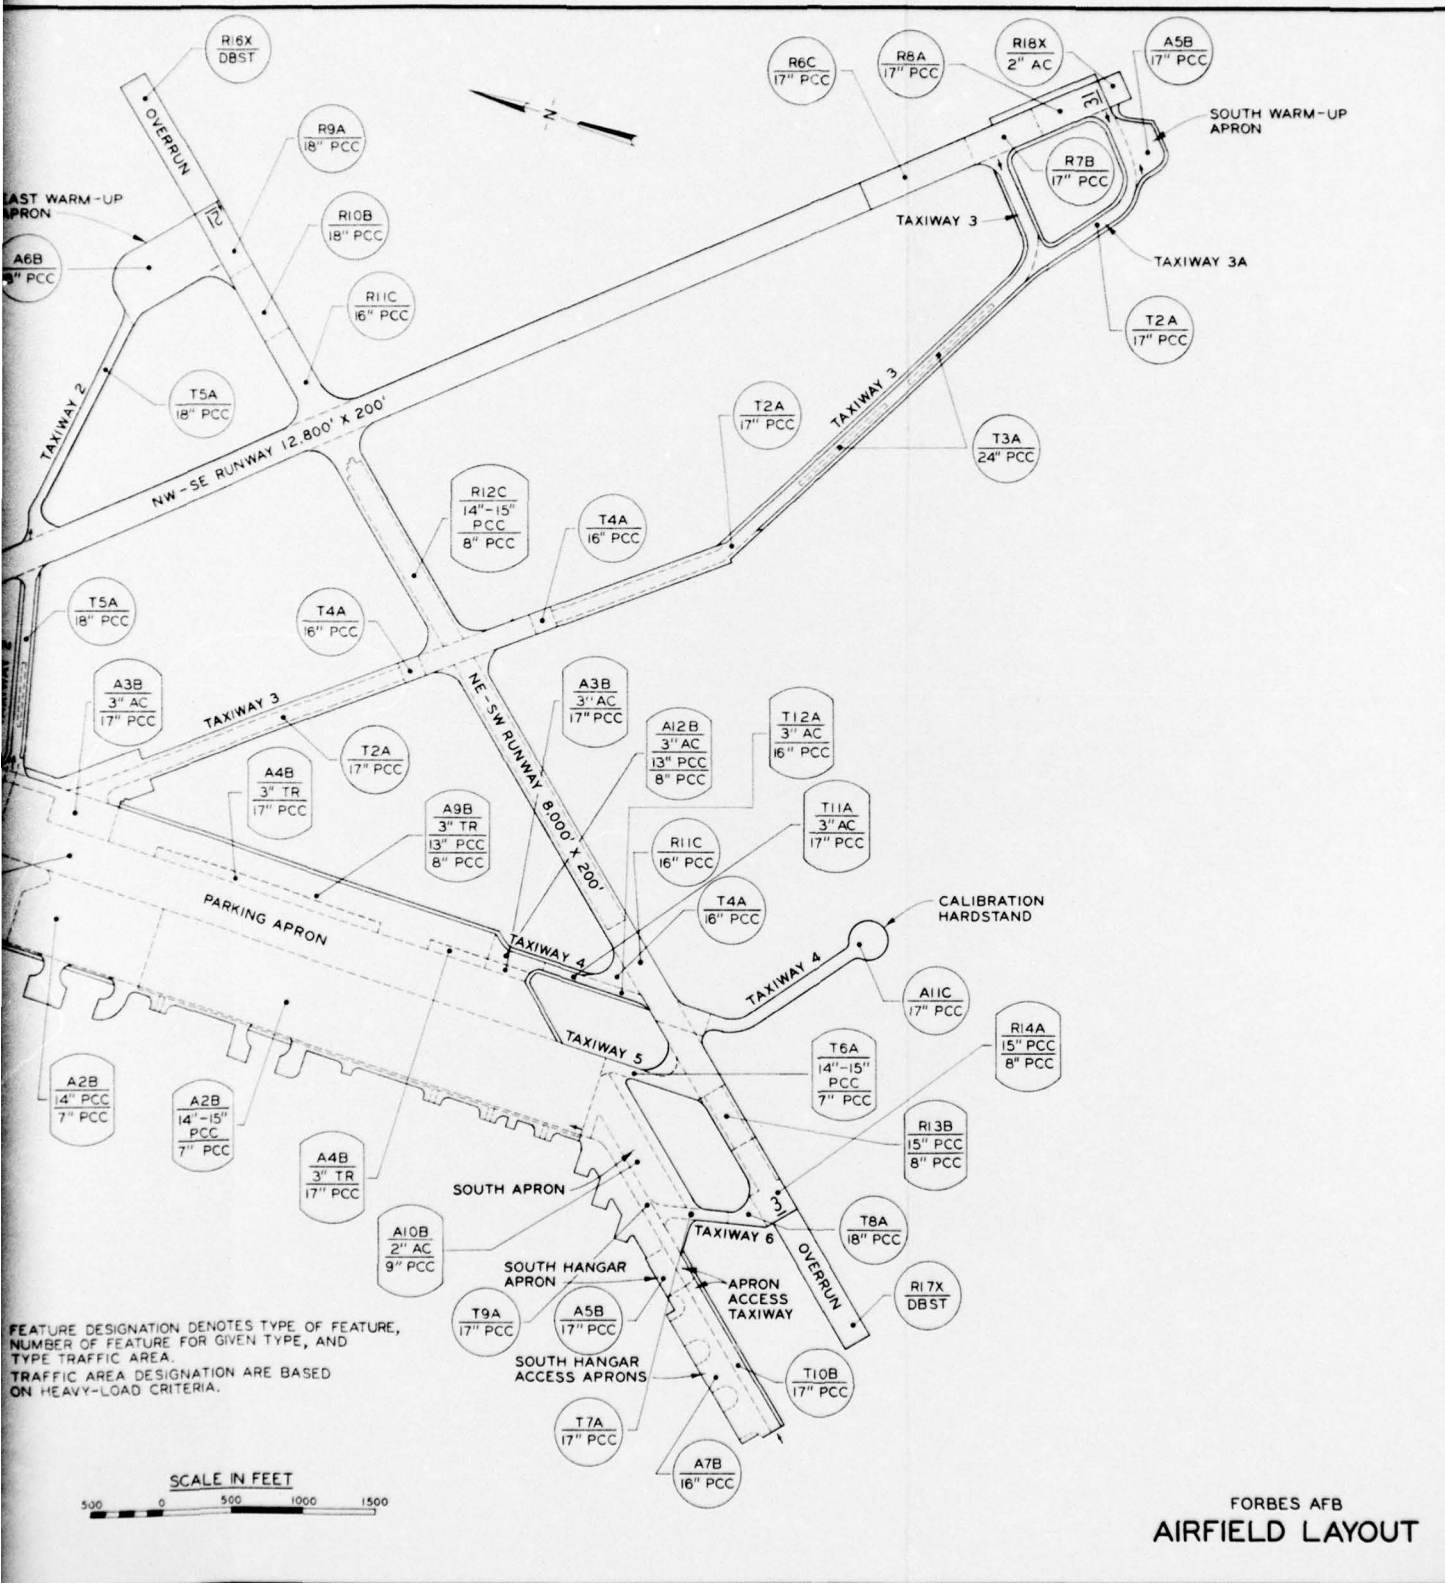 R16X
DBST
R6C
17" PCC
R8A
17" PCC
R18X
2" AC
A5B
17" PCC
SOUTH WARM-UP
APRON
OVERRUN
R9A
18" PCC
N
31
R7B
17" PCC
EAST WARM-UP
APRON
21
R10B
18" PCC
TAXIWAY 3
TAXIWAY 3A
A6B
" PCC
R11C
16" PCC
T2A
17" PCC
TAXIWAY 2
T5A
18" PCC
NW-SE RUNWAY 12,800' X 200'
T2A
17" PCC
TAXIWAY 3
T3A
24" PCC
R12C
14"-15"
PCC
8" PCC
T4A
16" PCC
T5A
18" PCC
T4A
16" PCC
A3B
3" AC
17" PCC
TAXIWAY 3
T2A
17" PCC
NE-SW RUNWAY 8,000' X 200'
A3B
3" AC
17" PCC
A12B
3" AC
13" PCC
8" PCC
T12A
3" AC
16" PCC
A4B
3" TR
17" PCC
A9B
3" TR
13" PCC
8" PCC
T11A
3" AC
17" PCC
R11C
16" PCC
T4A
16" PCC
PARKING APRON
TAXIWAY 4
CALIBRATION
HARDSTAND
TAXIWAY 4
A11C
17" PCC
TAXIWAY 5
T6A
14"-15"
PCC
7" PCC
R14A
15" PCC
8" PCC
A2B
14" PCC
7" PCC
A2B
14"-15"
PCC
7" PCC
A4B
3" TR
17" PCC
R13B
15" PCC
8" PCC
SOUTH APRON
A10B
2" AC
9" PCC
31
TAXIWAY 6
T8A
18" PCC
OVERRUN
SOUTH HANGAR
APRON
APRON
ACCESS
TAXIWAY
R17X
DBST
T9A
17" PCC
A5B
17" PCC
FEATURE DESIGNATION DENOTES TYPE OF FEATURE,
NUMBER OF FEATURE FOR GIVEN TYPE, AND
TYPE TRAFFIC AREA.
TRAFFIC AREA DESIGNATION ARE BASED
ON HEAVY-LOAD CRITERIA.
SOUTH HANGAR
ACCESS APRONS
T10B
17" PCC
T7A
17" PCC
A7B
16" PCC
SCALE IN FEET
500 0 500 1000 1500
FORBES AFB
AIRFIELD LAYOUT